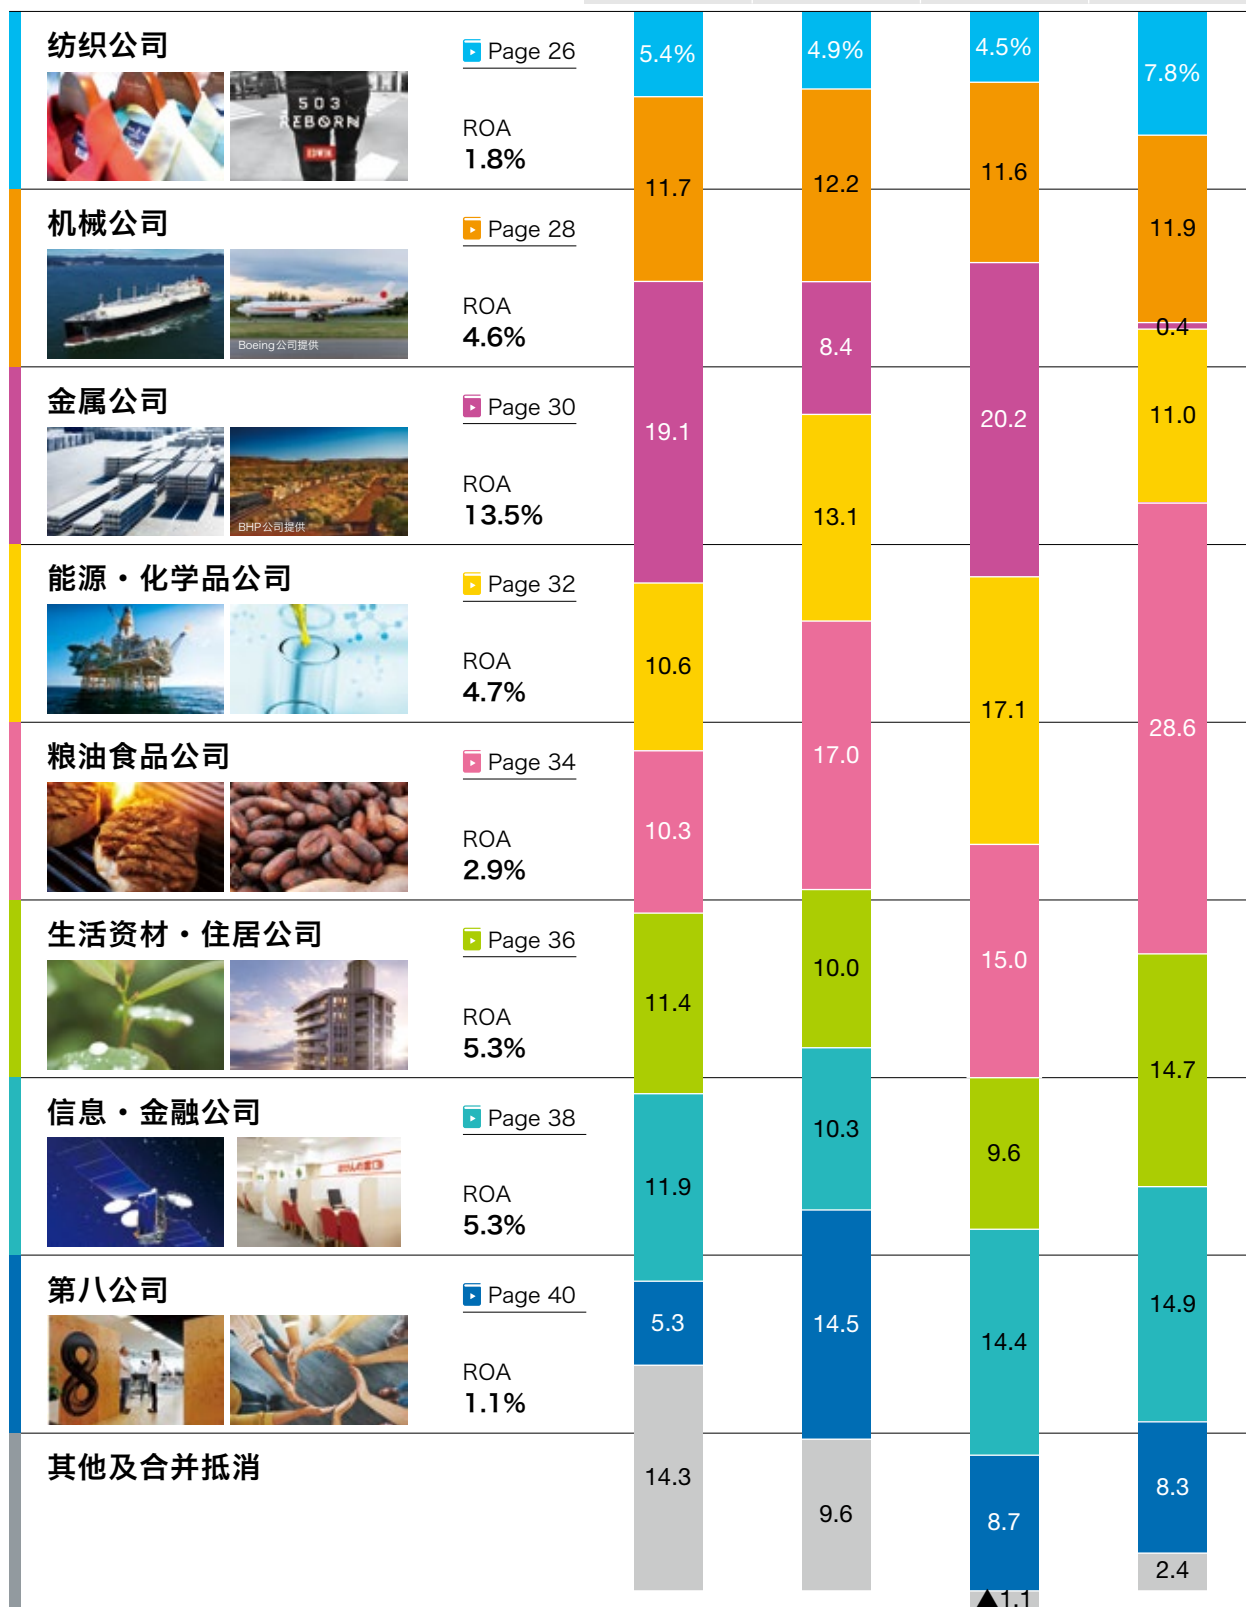 纺织公司
Page 26
503
REBORN
EDWIN
ROA
1.8%
机械公司
Page 28
Boeing公司提供
ROA
4.6%
金属公司
Page 30
BHP公司提供
ROA
13.5%
能源・化学品公司
Page 32
ROA
4.7%
粮油食品公司
Page 34
ROA
2.9%
生活资材・住居公司
Page 36
ROA
5.3%
信息・金融公司
Page 38
ROA
5.3%
第八公司
Page 40
8
ROA
1.1%
其他及合并抵消
5.4%
11.7
19.1
10.6
10.3
11.4
11.9
5.3
14.3
4.9%
12.2
8.4
13.1
17.0
10.0
10.3
14.5
9.6
4.5%
11.6
20.2
17.1
15.0
9.6
14.4
8.7
▲1.1
7.8%
11.9
0.4
11.0
28.6
14.7
14.9
8.3
2.4